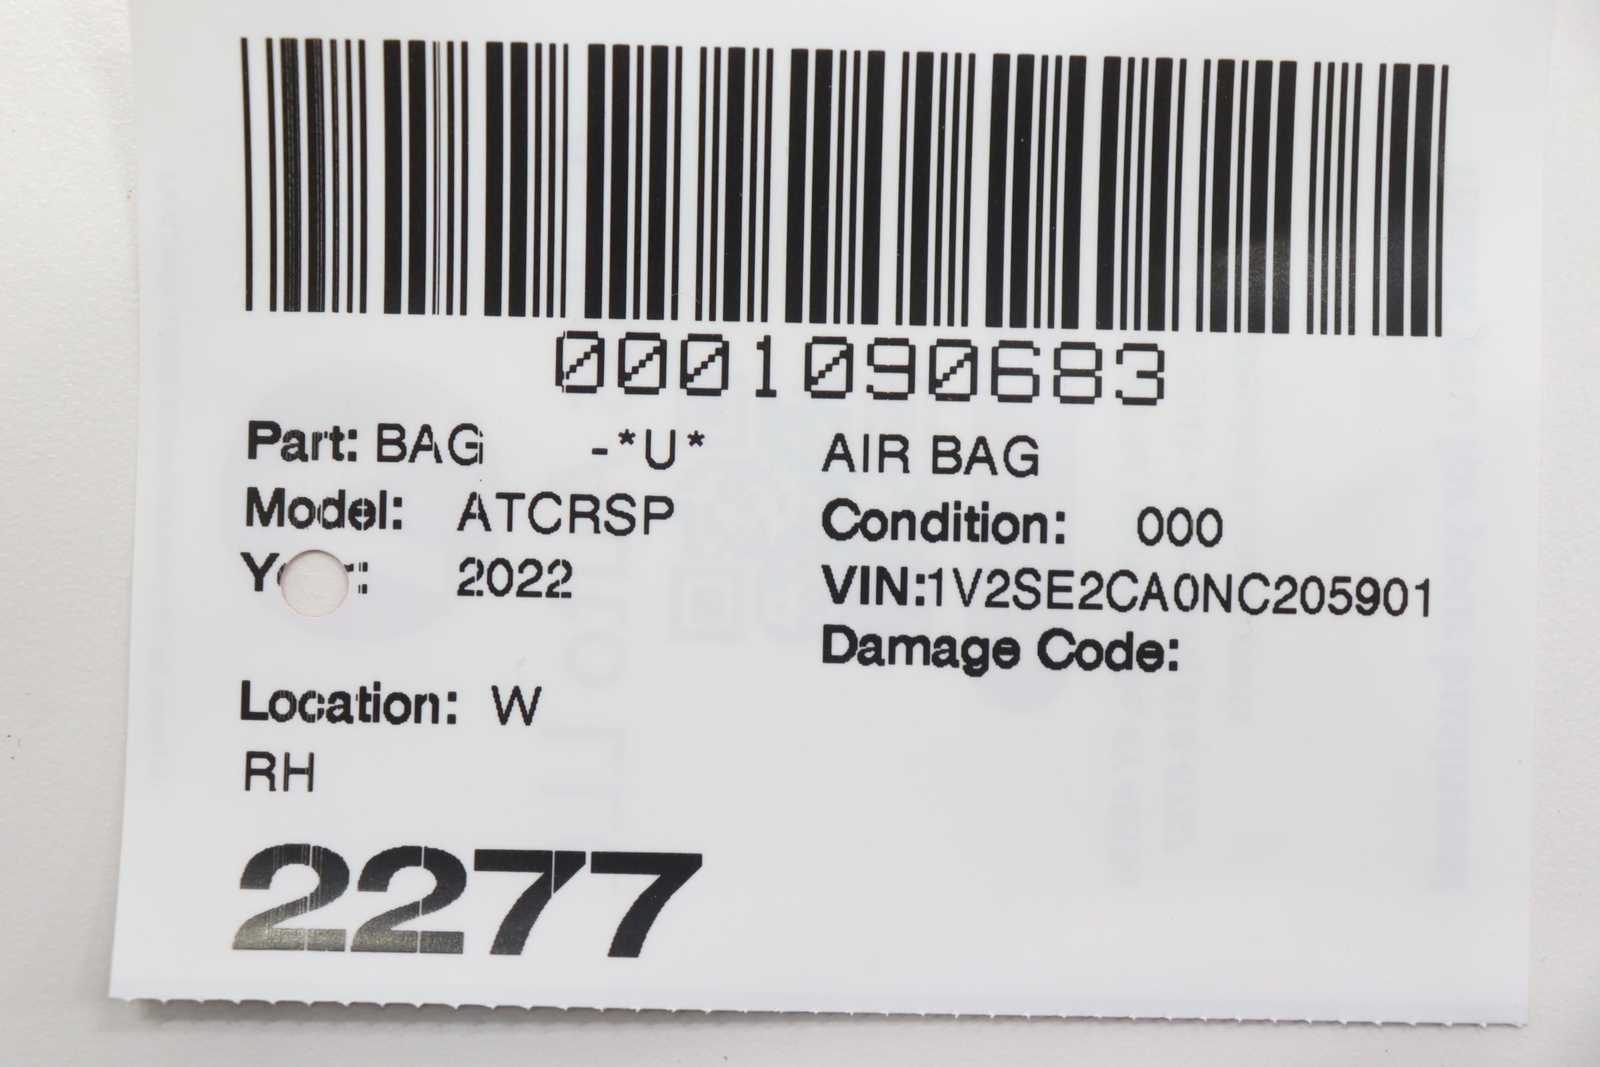 0001090683
Part: BAG -*U* AIR BAG
Model: ATCRSP Condition: 000
2022 VIN:1V2SE2CA0NC205901
Damage Code:
Location: W
RH
2277